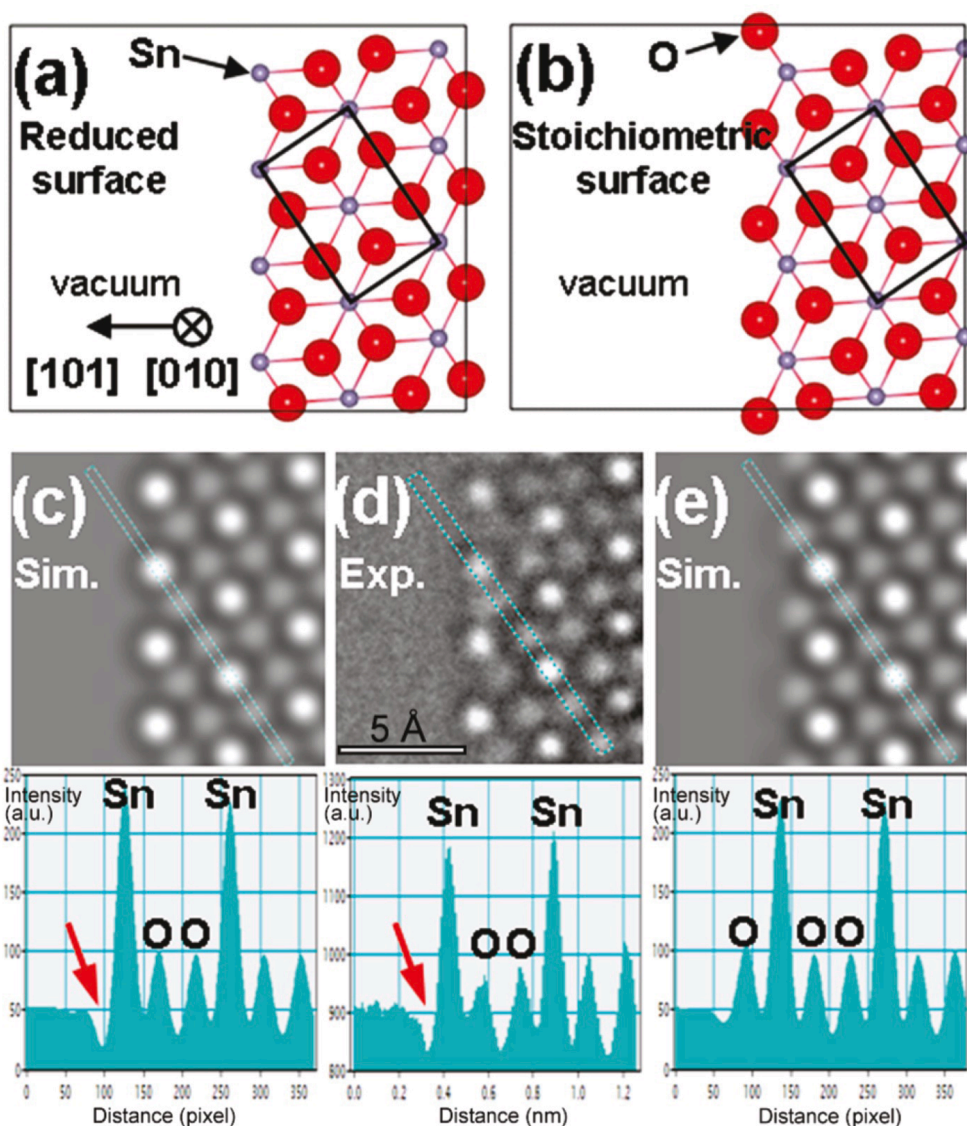 (a)
Sn
Reduced
surface
vacuum
[101] [010]
(b)
O
Stoichiometric
surface
vacuum
(c)
Sim.
(d)
Exp.
5 Å
(e)
Sim.
250
Intensity
(a.u.)
200
150
100
50
0
Sn
Sn
O O
0 50 100 150 200 250 300 350
Distance (pixel)
1300
Intensity
(a.u.)
1200
1000
900
800
Sn
Sn
O O
0.0 0.2 0.4 0.6 0.8 1.0 1.2
Distance (nm)
250
Intensity
(a.u.)
200
150
100
50
0
Sn
Sn
O O O
0 50 100 150 200 250 300 350
Distance (pixel)